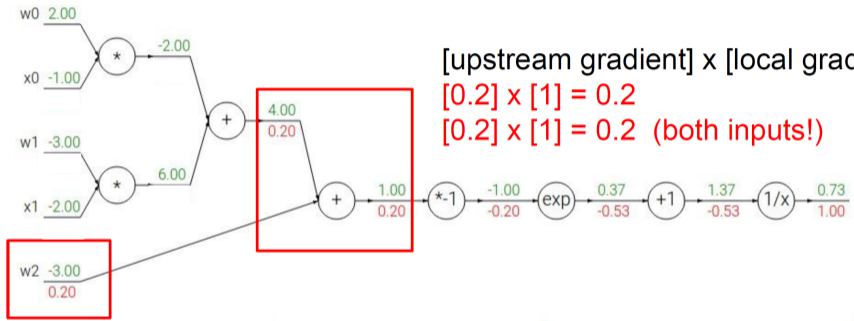 w0 2.00
-2.00
*
x0 -1.00
[upstream gradient] x [local grad
[0.2] x [1] = 0.2
[0.2] x [1] = 0.2 (both inputs!)
4.00
+
0.20
w1 -3.00
6.00
*
x1 -2.00
1.00 -1.00 0.37 1.37 0.73
+ *-1 exp +1 1/x
0.20 -0.20 -0.53 -0.53 1.00
w2 -3.00
0.20